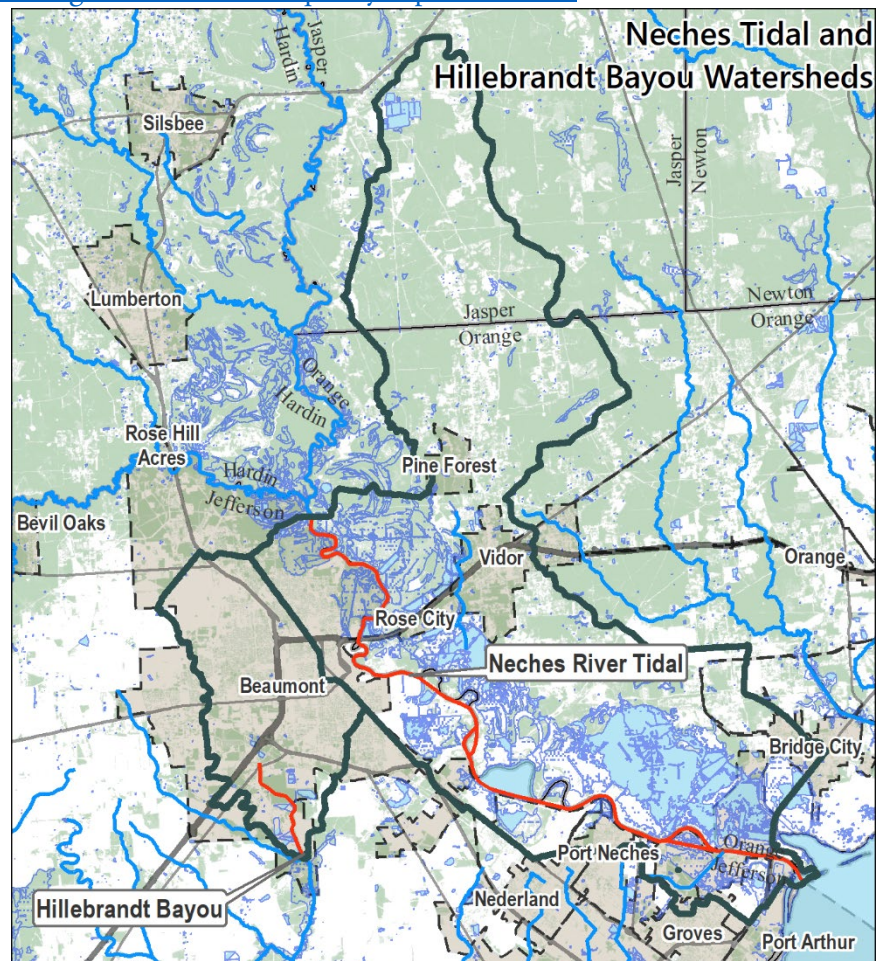 Neches Tidal and
Hillebrandt Bayou Watersheds
Jasper
Hardin
Silsbee
Jasper
Newton
Lumberton
Newton
Orange
Jasper
Orange
Orange
Hardin
Rose Hill
Acres
Pine Forest
Hardin
Jefferson
Bevil Oaks
Vidor
Orange
Rose City
Neches River Tidal
Beaumont
Bridge City
Port Neches
Orange
Jefferson
Hillebrandt Bayou
Nederland
Groves
Port Arthur